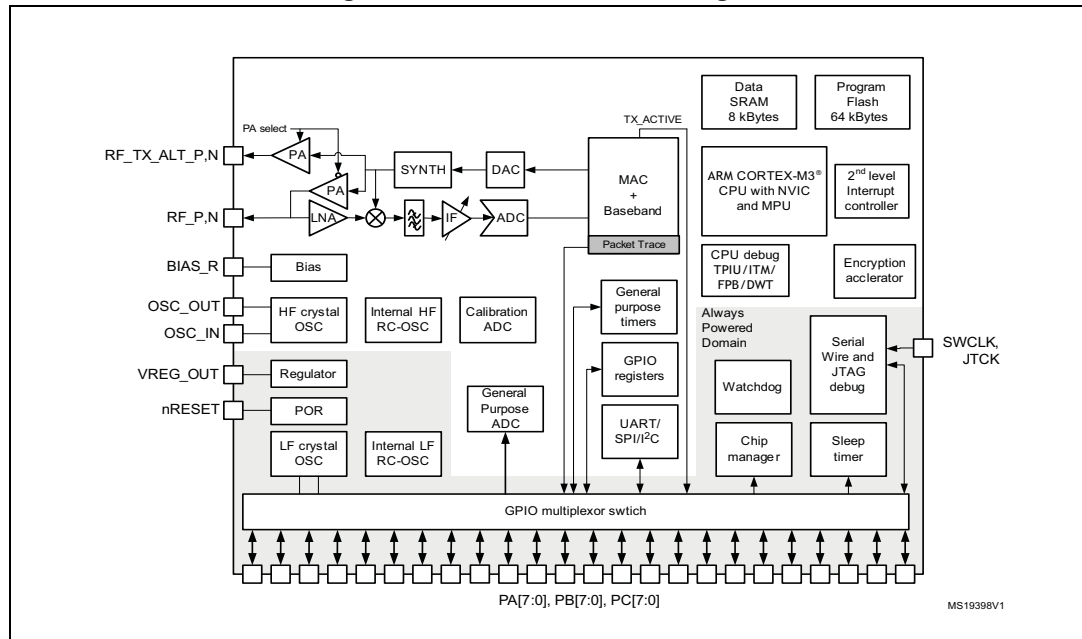 PA select
TX_ACTIVE
Data
SRAM
8 kBytes
Program
Flash
64 kBytes
RF_TX_ALT_P,N
PA
SYNTH
DAC
MAC
+
Baseband
ARM CORTEX-M3®
CPU with NVIC
and MPU
2nd level
Interrupt
controller
PA
RF_P,N
LNA
IF
ADC
Packet Trace
BIAS_R
Bias
CPU debug
TPIU/ITM/
FPB/DWT
Encryption
acclerator
OSC_OUT
OSC_IN
HF crystal
OSC
Internal HF
RC-OSC
Calibration
ADC
General
purpose
timers
Always
Powered
Domain
Serial
Wire and
JTAG
debug
SWCLK,
JTCK
VREG_OUT
Regulator
GPIO
registers
Watchdog
nRESET
POR
General
Purpose
ADC
UART/
SPI/I2C
Chip
manager
Sleep
timer
LF crystal
OSC
Internal LF
RC-OSC
GPIO multiplexor swtich
PA[7:0], PB[7:0], PC[7:0]
MS19398V1